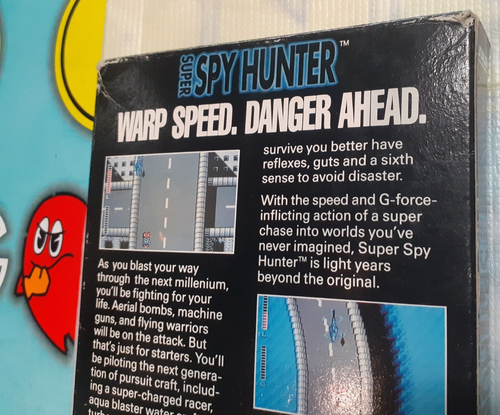 SUPER SPY HUNTER™
WARP SPEED. DANGER AHEAD.
As you blast your way
through the next millenium,
you'll be fighting for your
life. Aerial bombs, machine
guns, and flying warriors
will be on the attack. But
that's just for starters. You'll
be piloting the next genera-
tion of pursuit craft, includ-
ing a super-charged racer,
aqua blaster water
survive you better have
reflexes, guts and a sixth
sense to avoid disaster.
With the speed and G-force-
inflicting action of a super
chase into worlds you've
never imagined, Super Spy
Hunter™ is light years
beyond the original.